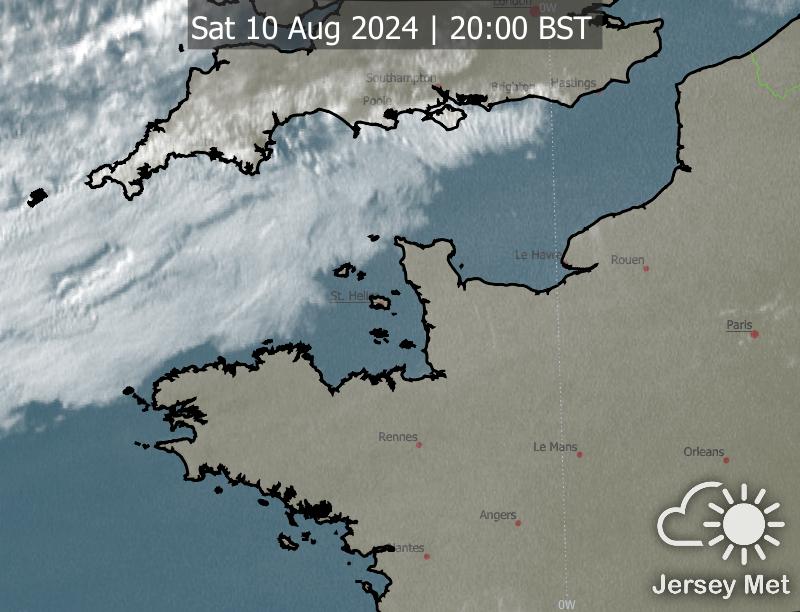 London
0W
Sat 10 Aug 2024 | 20:00 BST
Southampton
Brighton
Hastings
Poole
Le Havre
Rouen
St. Helier
Paris
Rennes
Le Mans
Orleans
Angers
Nantes
Jersey Met
0W